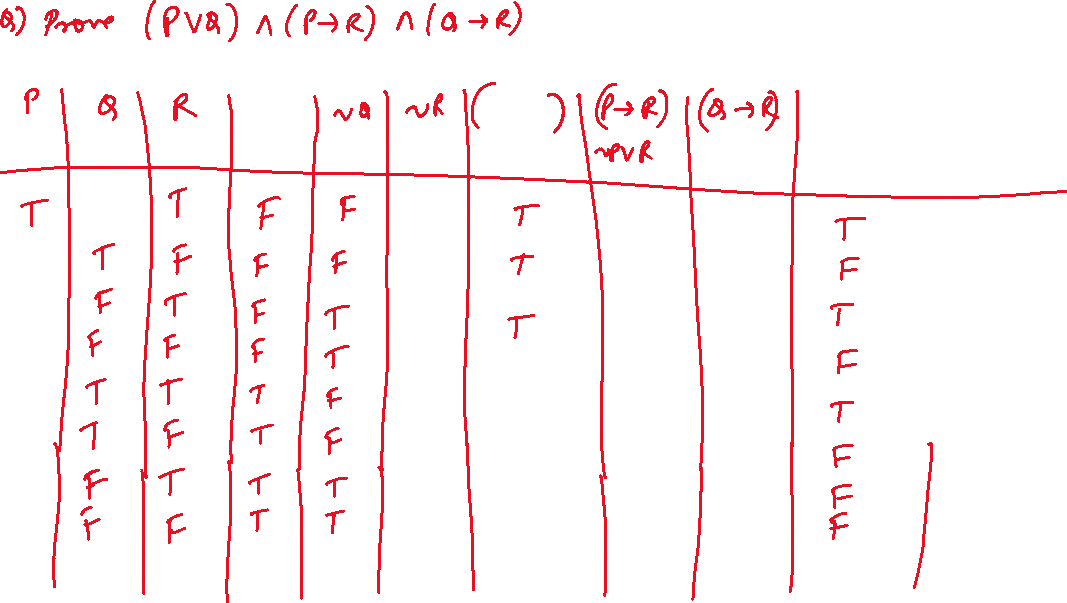 Q) Prove (P∨Q) ∧ (P→R) ∧ (Q→R)
P Q R ~Q ~R ( ) (P→R) (Q→R)
~P∨R
T T F F T T
T F F F T F
F T F T T T
F F F T F
T T T F T
T F T F F
F T T T F
F F T T F